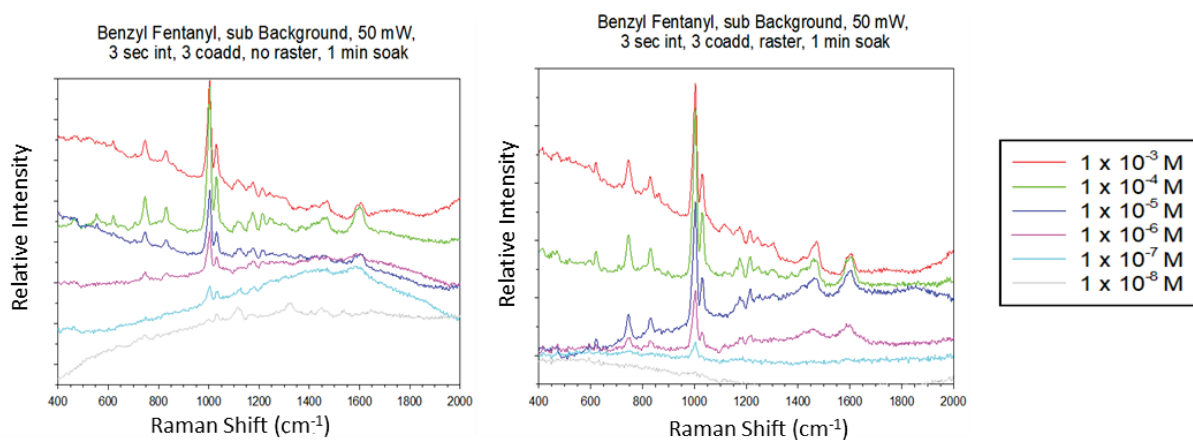 Benzyl Fentanyl, sub Background, 50 mW,
3 sec int, 3 coadd, no raster, 1 min soak
Relative Intensity
400 600 800 1000 1200 1400 1600 1800 2000
Raman Shift (cm⁻¹)
Benzyl Fentanyl, sub Background, 50 mW,
3 sec int, 3 coadd, raster, 1 min soak
Relative Intensity
400 600 800 1000 1200 1400 1600 1800 2000
Raman Shift (cm⁻¹)
1 x 10⁻³ M
1 x 10⁻⁴ M
1 x 10⁻⁵ M
1 x 10⁻⁶ M
1 x 10⁻⁷ M
1 x 10⁻⁸ M